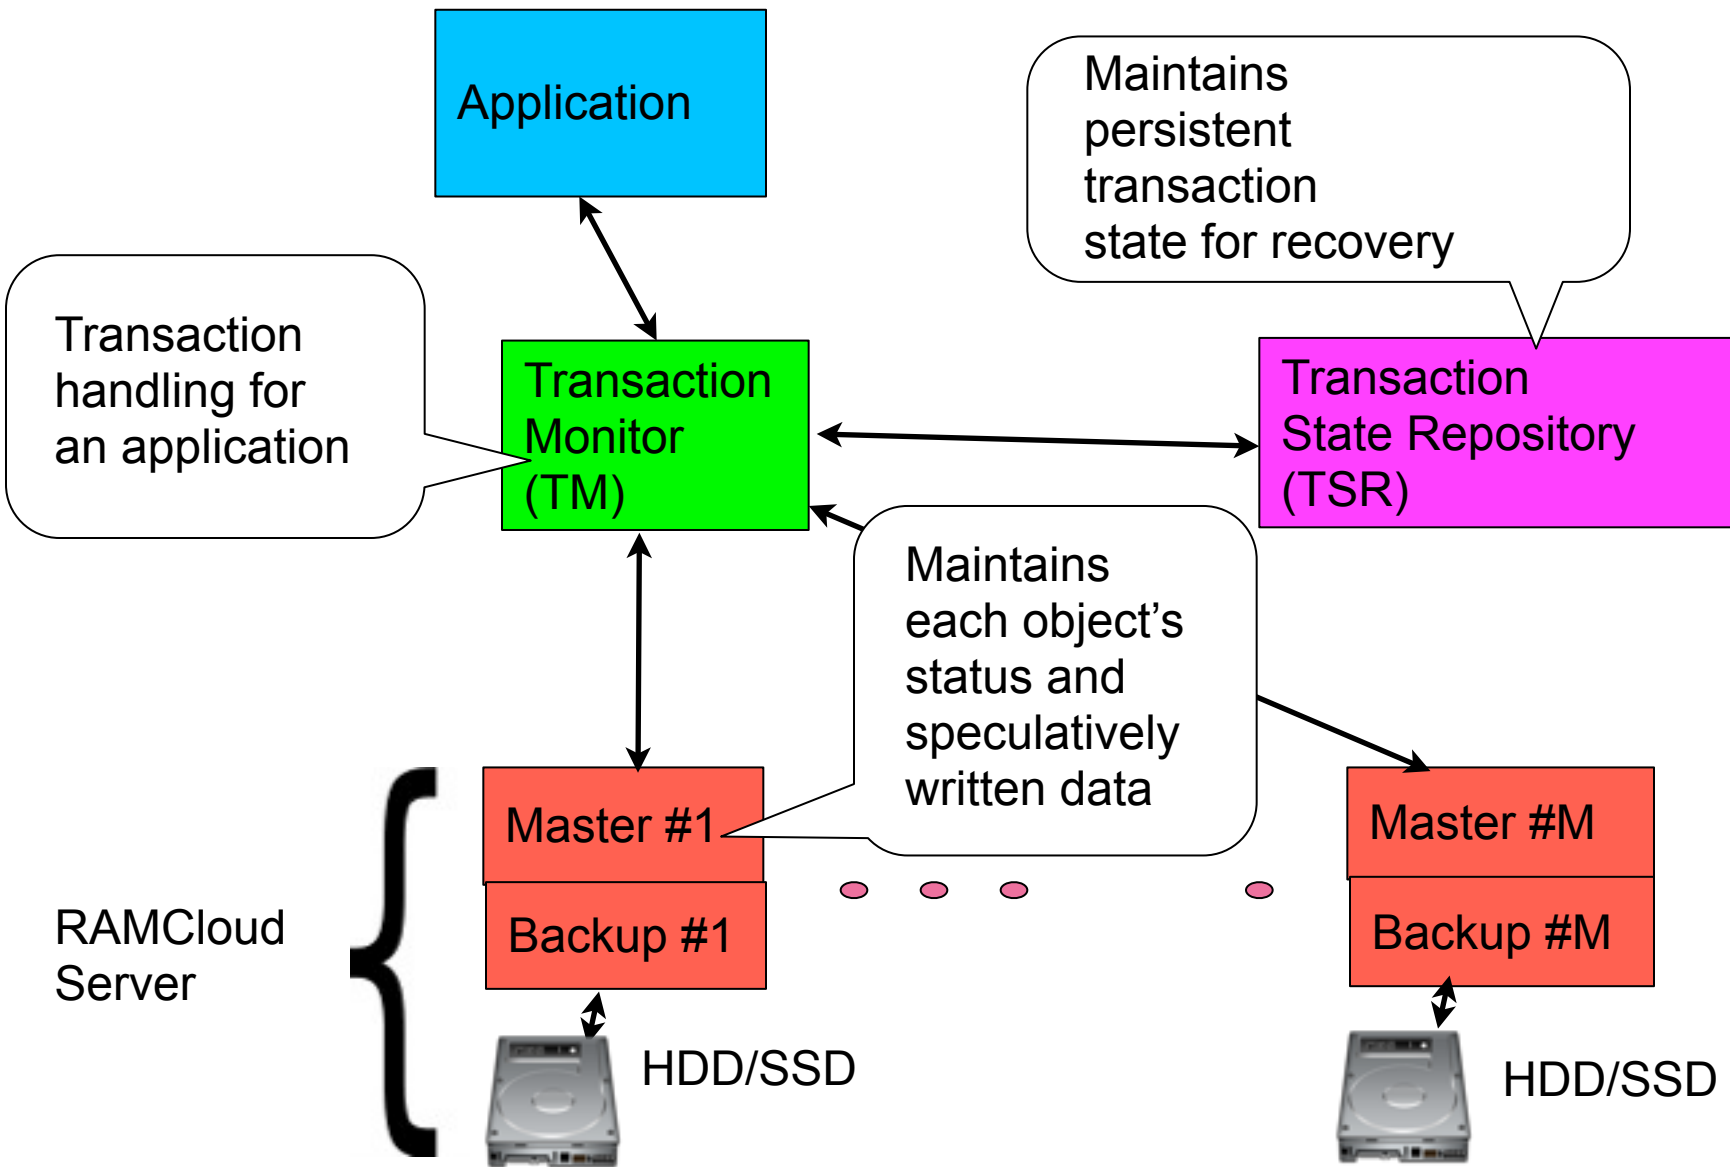 Application
Maintains
persistent
transaction
state for recovery
Transaction
handling for
an application
Transaction
Monitor
(TM)
Transaction
State Repository
(TSR)
Maintains
each object’s
status and
speculatively
written data
Master #1
Master #M
Backup #1
Backup #M
RAMCloud
Server
HDD/SSD
HDD/SSD